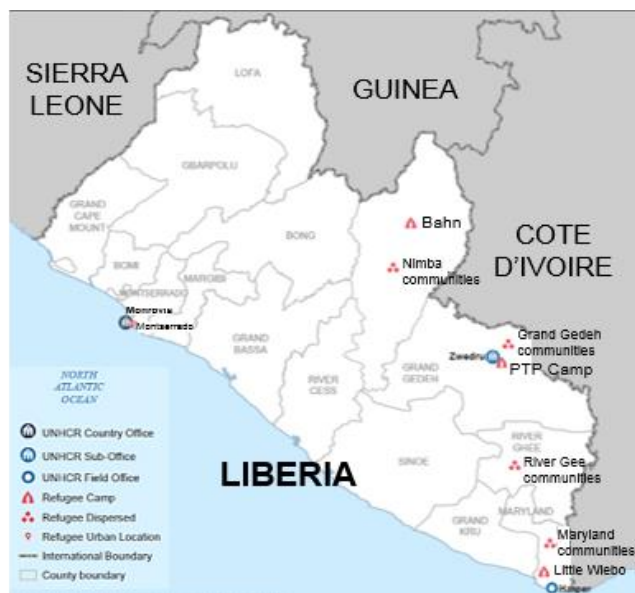 SIERRA
LEONE
GUINEA
LOFA
GBARPOLU
GRAND
CAPE
MOUNT
BONG
Bahn
COTE
D'IVOIRE
Nimba
communities
BOMI
MARGIBI
MONTSERRADO
Monrovia
Montserrado
GRAND
BASSA
Grand Gedeh
communities
Zwedru
PTP Camp
GRAND
GEDEH
RIVER
CESS
NORTH
ATLANTIC
OCEAN
UNHCR Country Office
UNHCR Sub-Office
UNHCR Field Office
Refugee Camp
Refugee Dispersed
Refugee Urban Location
International Boundary
County boundary
LIBERIA
SINOE
RIVER
GHEE
River Gee
communities
MARYLAND
GRAND
KRU
Maryland
communities
Little Wlebo
Harper